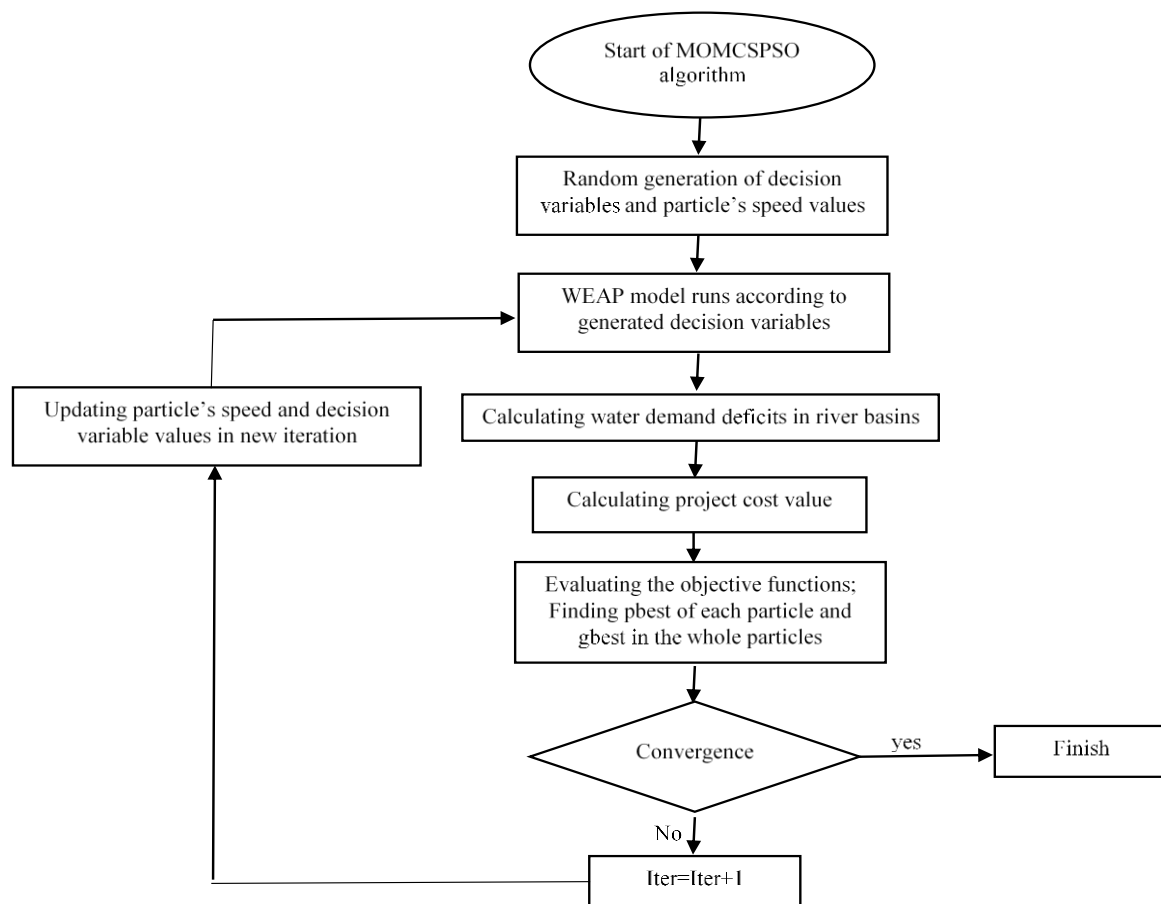 Start of MOMCSPSO
algorithm
Random generation of decision
variables and particle's speed values
WEAP model runs according to
generated decision variables
Updating particle's speed and decision
variable values in new iteration
Calculating water demand deficits in river basins
Calculating project cost value
Evaluating the objective functions;
Finding pbest of each particle and
gbest in the whole particles
Convergence
yes
Finish
No
Iter=Iter+1